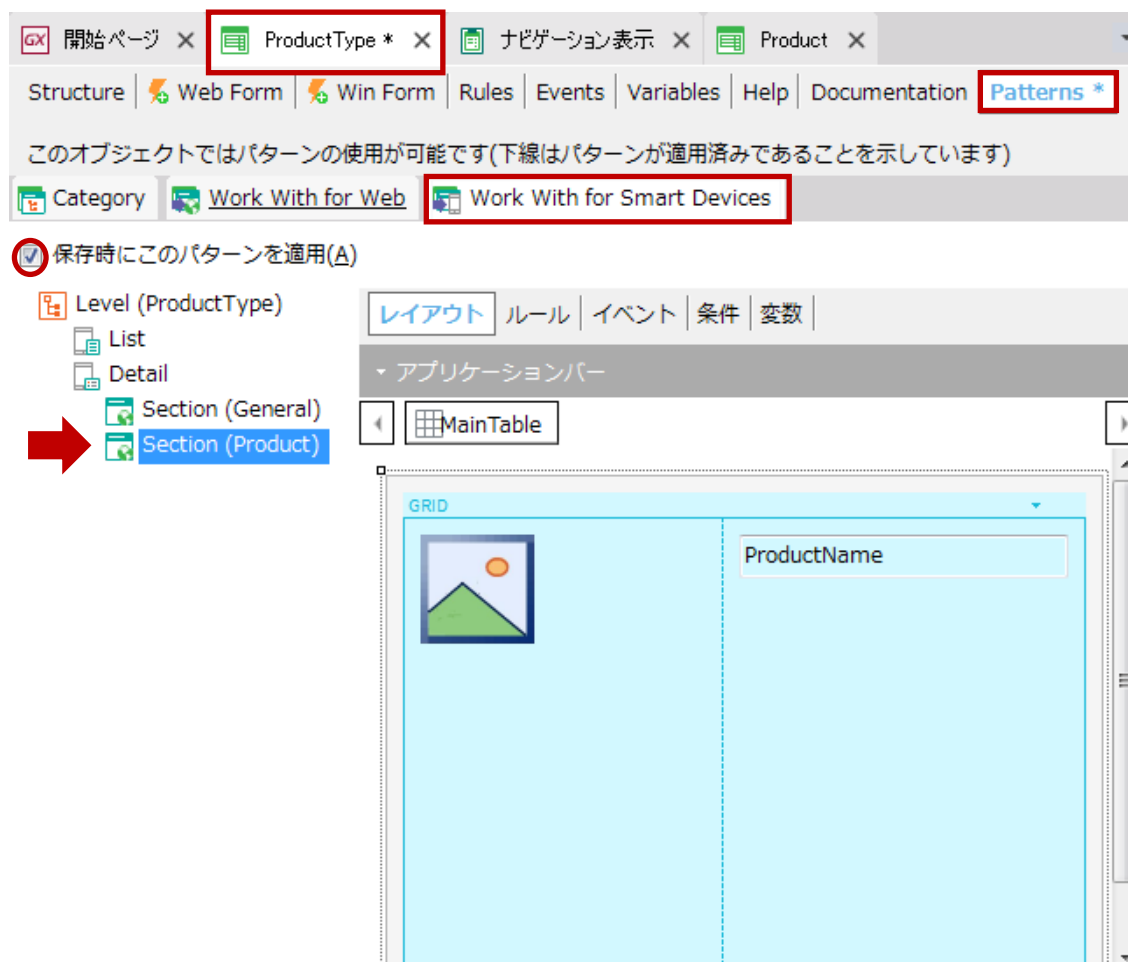 GX 開始ページ ProductType * ナビゲーション表示 Product
Structure Web Form Win Form Rules Events Variables Help Documentation Patterns *
このオブジェクトではパターンの使用が可能です(下線はパターンが適用済みであることを示しています)
Category Work With for Web Work With for Smart Devices
保存時にこのパターンを適用(A)
Level (ProductType)
List
Detail
Section (General)
Section (Product)
レイアウト ルール イベント 条件 変数
アプリケーションバー
MainTable
GRID
ProductName